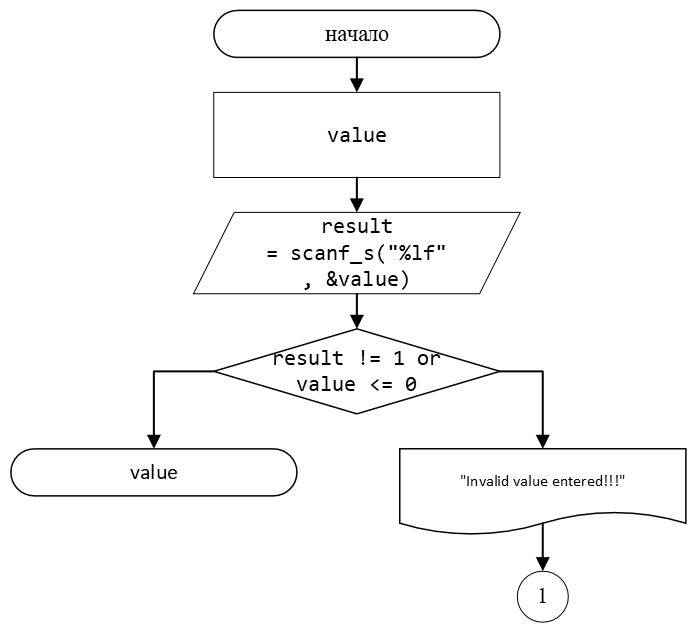 начало
value
result
= scanf_s("%lf"
, &value)
result != 1 or
value <= 0
value
"Invalid value entered!!!"
1